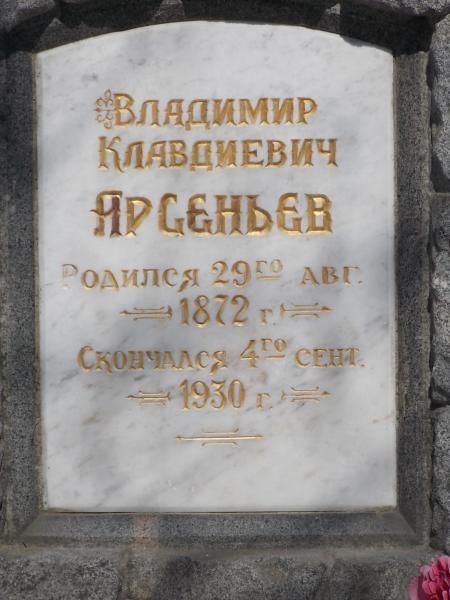 Владимир
Клавдиевич
Арсеньев
Родился 29го авг.
1872 г.
Скончался 4го сент.
1930 г.